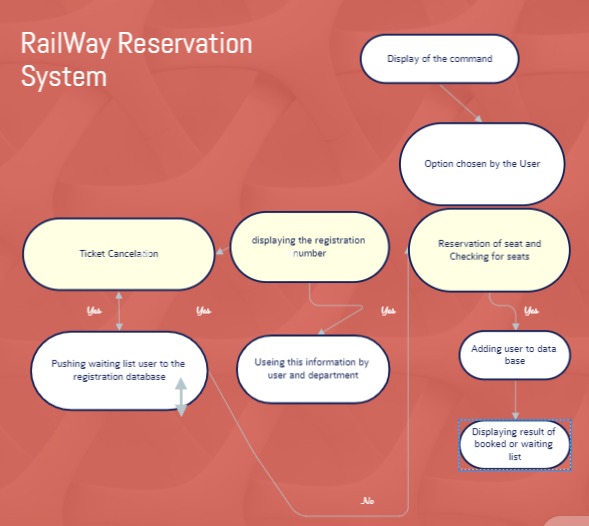 RailWay Reservation
System
Display of the command
Option chosen by the User
Reservation of seat and
Checking for seats
displaying the registration
number
Ticket Cancelation
Yes
Yes
Yes
Yes
Pushing waiting list user to the
registration database
Useing this information by
user and department
Adding user to data
base
Displaying result of
booked or waiting
list
No